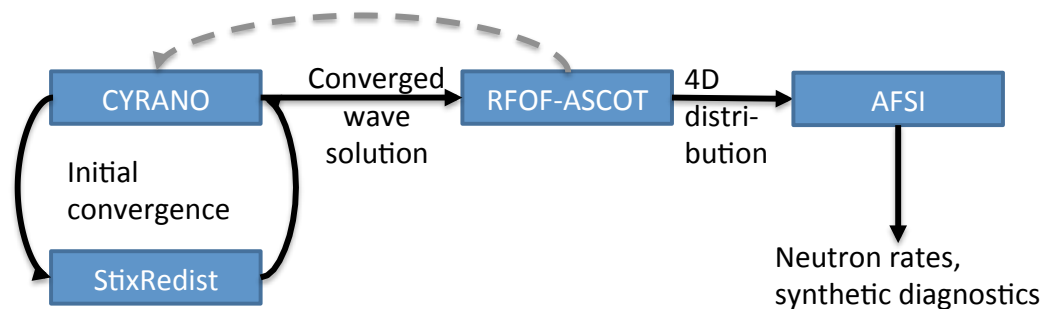 CYRANO
Converged
wave
solution
RFOF-ASCOT
4D
distri-
bution
AFSI
Initial
convergence
StixRedist
Neutron rates,
synthetic diagnostics